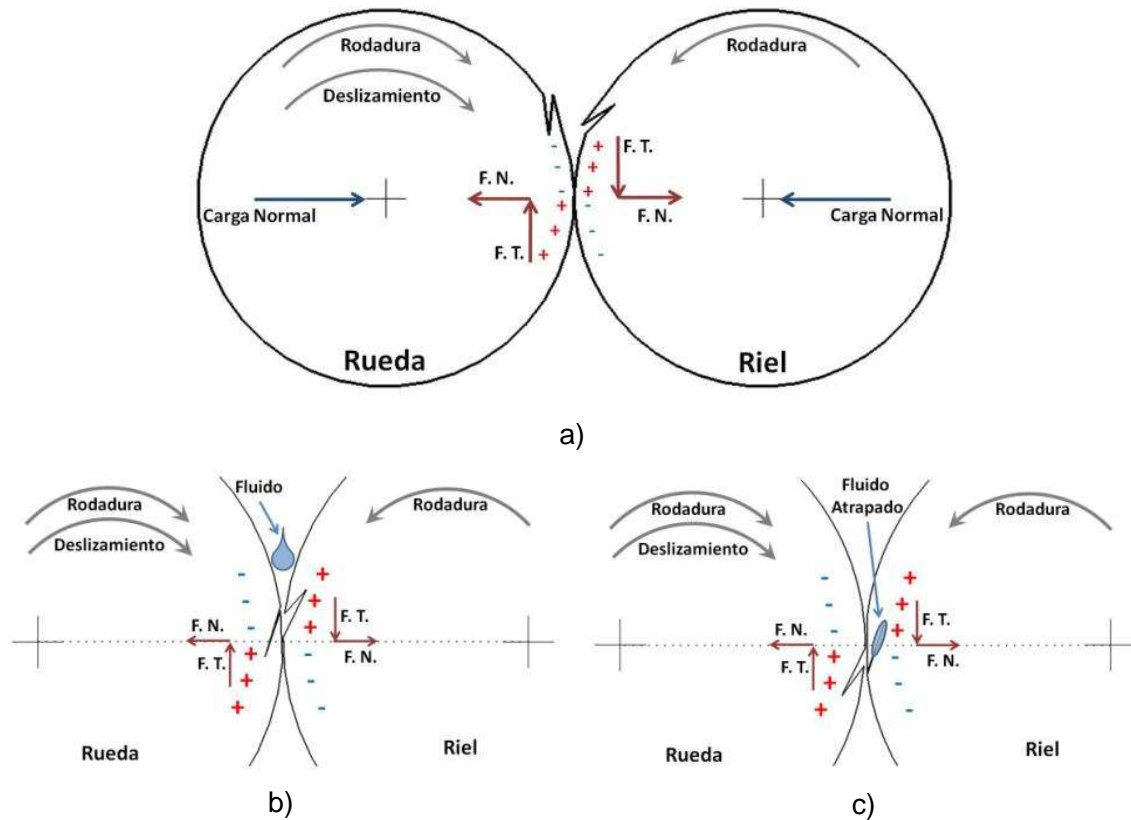 Rodadura
Deslizamiento
Rodadura
-
+
-
+
F. T.
F. N.
-
+
+
-
Carga Normal
F. N.
Carga Normal
+
-
F. T.
+
-
Rueda
Riel
a)
Rodadura
Deslizamiento
Fluido
Rodadura
-
+
-
+
F. T.
F. N.
-
+
F. N.
F. T.
+
-
+
-
+
-
Rueda
Riel
b)
Rodadura
Deslizamiento
Fluido
Atrapado
Rodadura
-
+
-
+
F. T.
F. N.
-
+
F. N.
F. T.
+
-
+
-
+
-
Rueda
Riel
c)